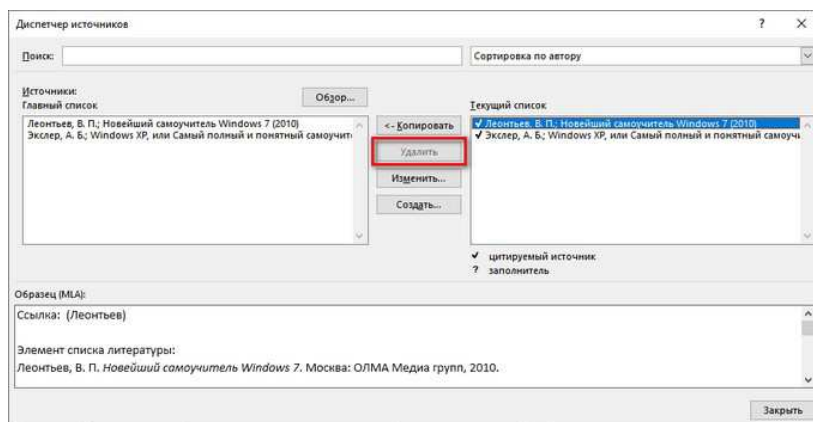 Диспетчер источников
? ×
Поиск:
Сортировка по автору
Источники:
Главный список
Обзор...
Леонтьев, В. П.; Новейший самоучитель Windows 7 (2010)
Экслер, А. Б.; Windows XP, или Самый полный и понятный самоучит
<- Копировать
Удалить
Изменить...
Создать...
Текущий список
✓ Леонтьев, В. П.; Новейший самоучитель Windows 7 (2010)
✓ Экслер, А. Б.; Windows XP, или Самый полный и понятный самоучи
✓ цитируемый источник
? заполнитель
Образец (MLA):
Ссылка: (Леонтьев)
Элемент списка литературы:
Леонтьев, В. П. Новейший самоучитель Windows 7. Москва: ОЛМА Медиа групп, 2010.
Закрыть